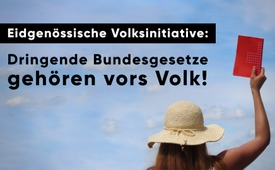 Eidgenössische Volksinitiative:
Dringende Bundesgesetze
gehören vors Volk!